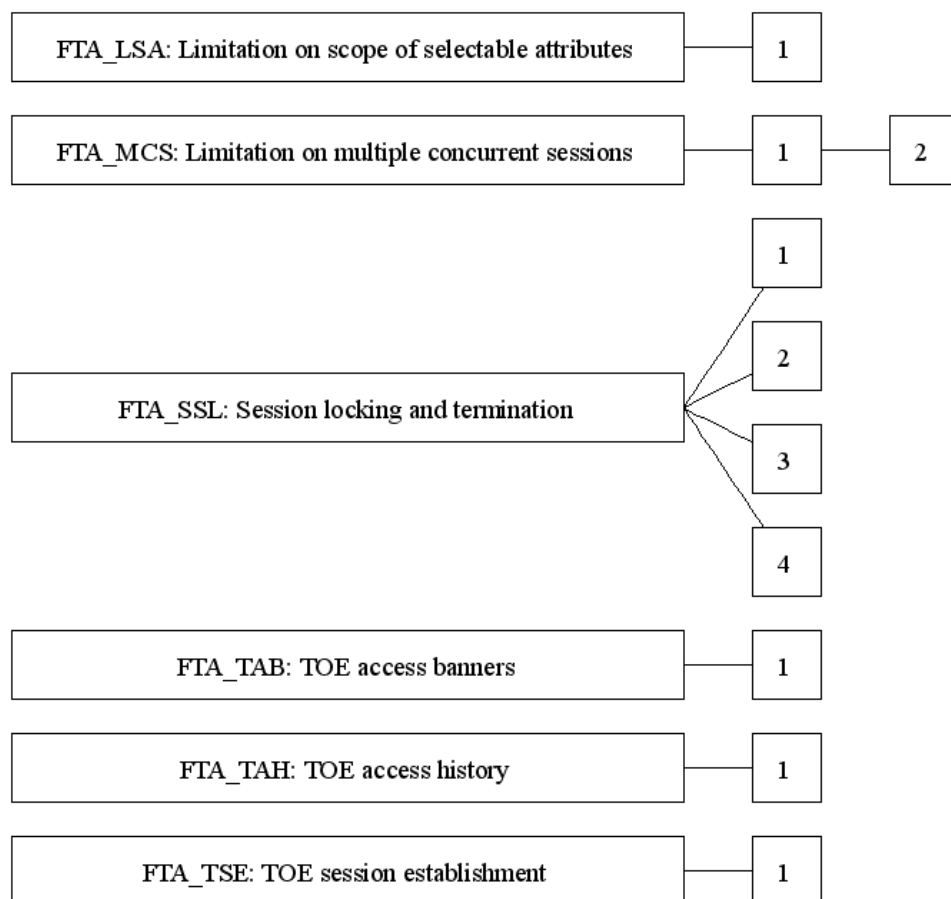 FTA_LSA: Limitation on scope of selectable attributes 1
FTA_MCS: Limitation on multiple concurrent sessions 1 2
1
2
FTA_SSL: Session locking and termination
3
4
FTA_TAB: TOE access banners 1
FTA_TAH: TOE access history 1
FTA_TSE: TOE session establishment 1